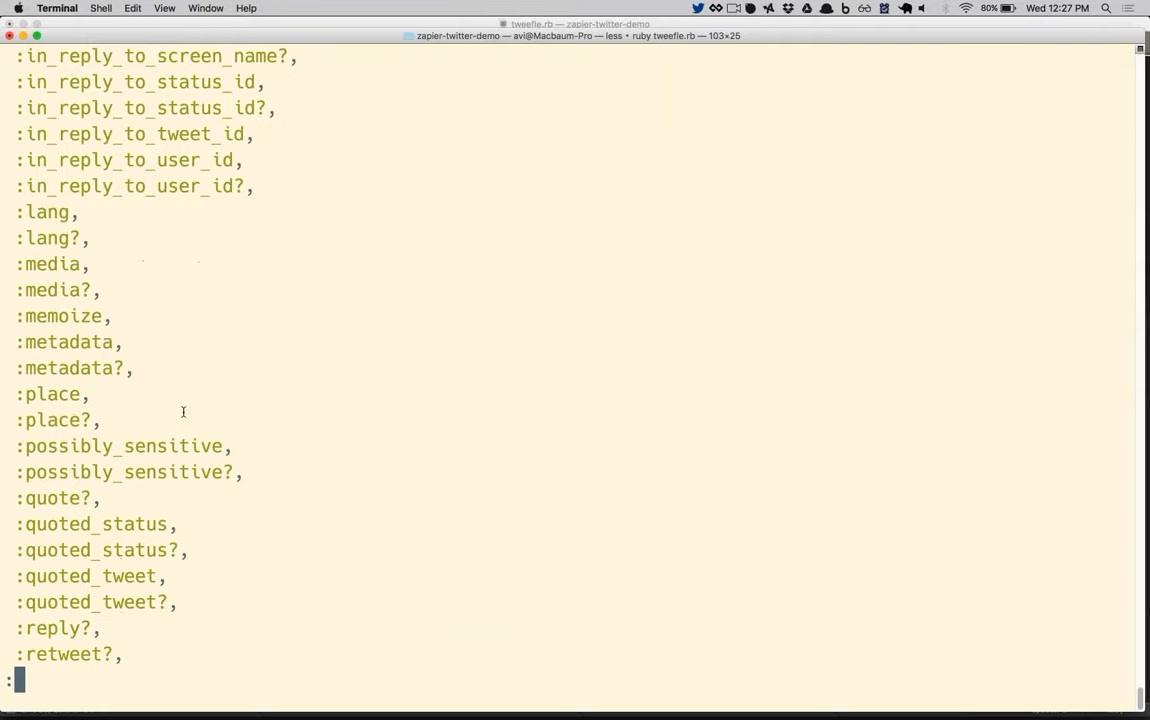 Terminal Shell Edit View Window Help 80% Wed 12:27 PM
tweefle.rb — zapier-twitter-demo
zapier-twitter-demo — avi@Macbaum-Pro — less • ruby tweefle.rb — 103×25
:in_reply_to_screen_name?,
:in_reply_to_status_id,
:in_reply_to_status_id?,
:in_reply_to_tweet_id,
:in_reply_to_user_id,
:in_reply_to_user_id?,
:lang,
:lang?,
:media,
:media?,
:memoize,
:metadata,
:metadata?,
:place,
:place?,
:possibly_sensitive,
:possibly_sensitive?,
:quote?,
:quoted_status,
:quoted_status?,
:quoted_tweet,
:quoted_tweet?,
:reply?,
:retweet?,
: